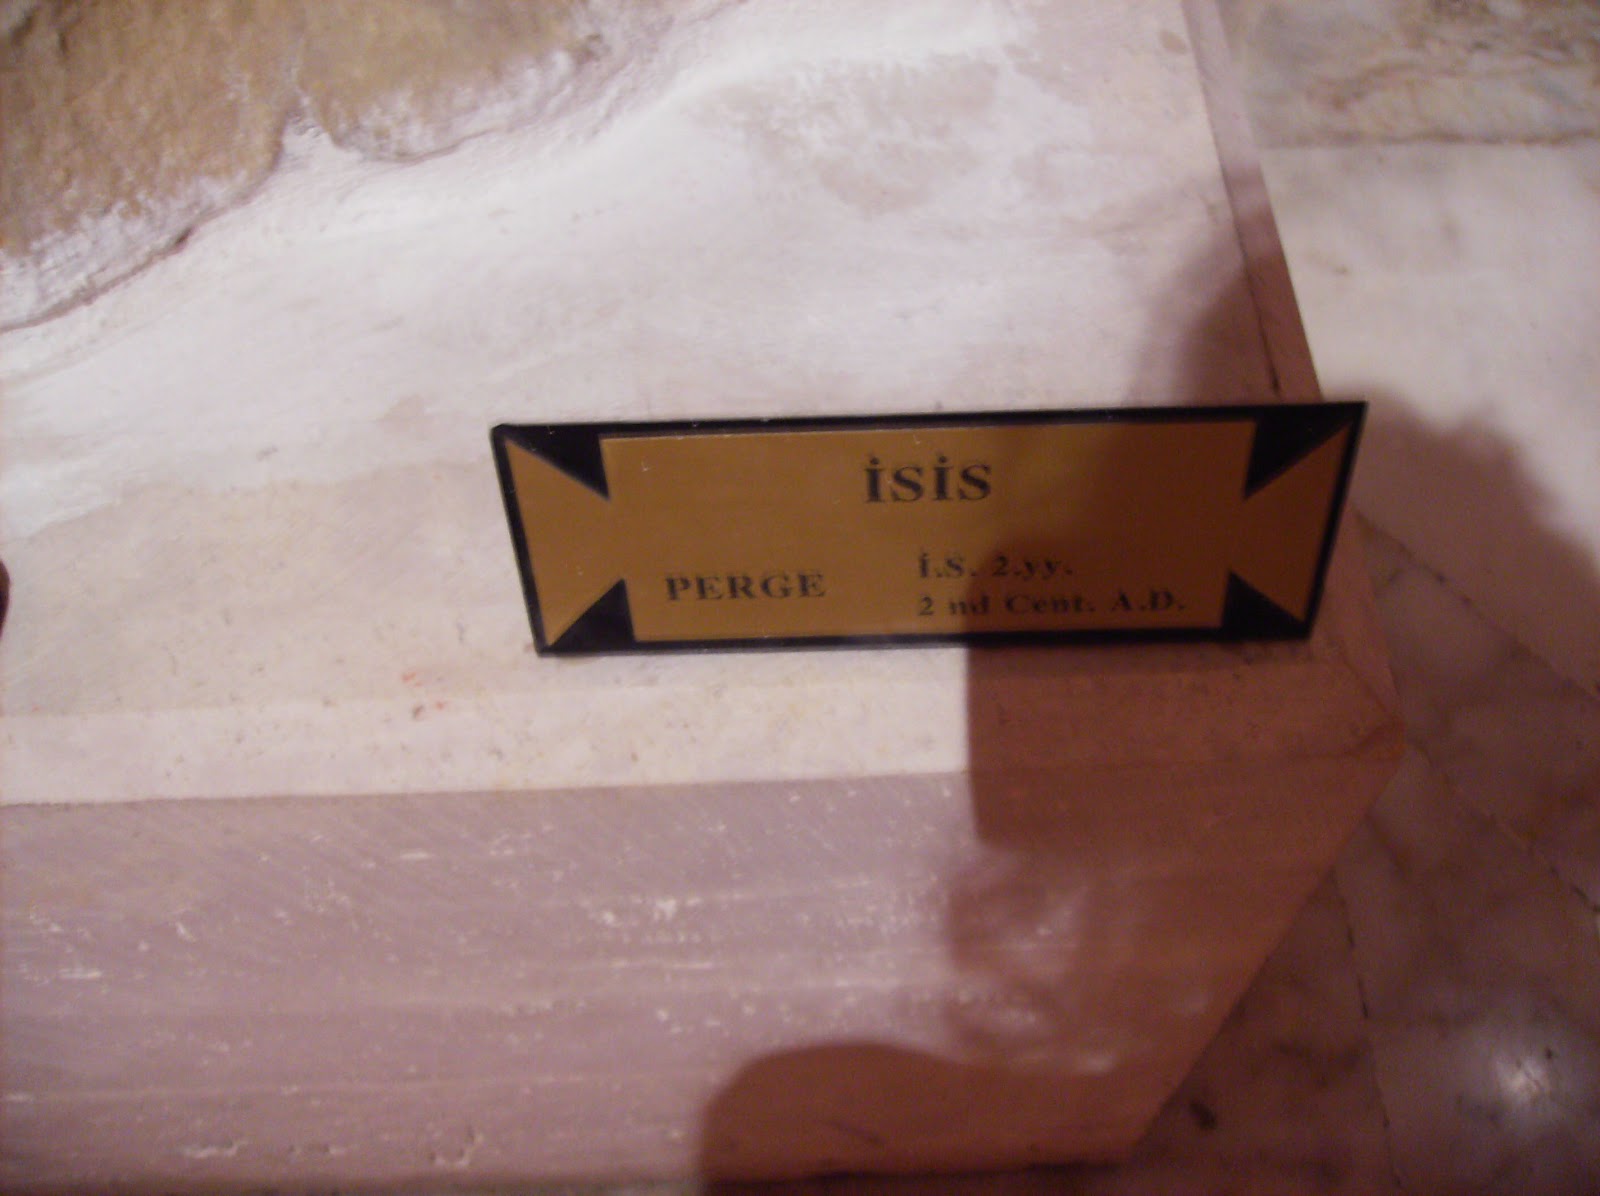 İSİS
PERGE
İ.S. 2.yy.
2 nd Cent. A.D.